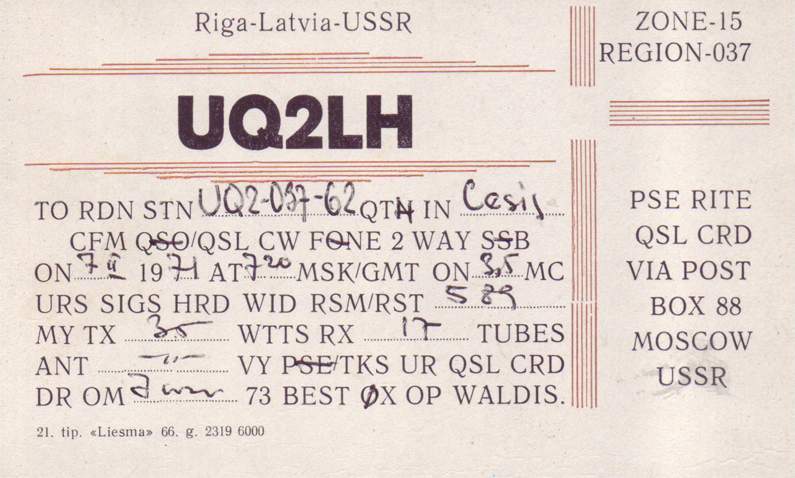 Riga-Latvia-USSR
ZONE-15
REGION-037
UQ2LH
TO RDN STN UQ2-037-62 QTH IN Cesis
CFM QSO/QSL CW FONE 2 WAY SSB
ON 7 II 1971 AT 7 20 MSK/GMT ON 3,5 MC
URS SIGS HRD WID RSM/RST 589
MY TX 35 WTTS RX 17 TUBES
ANT -"- VY PSE/TKS UR QSL CRD
DR OM 73 BEST ØX OP WALDIS.
21. tip. «Liesma» 66. g. 2319 6000
PSE RITE
QSL CRD
VIA POST
BOX 88
MOSCOW
USSR